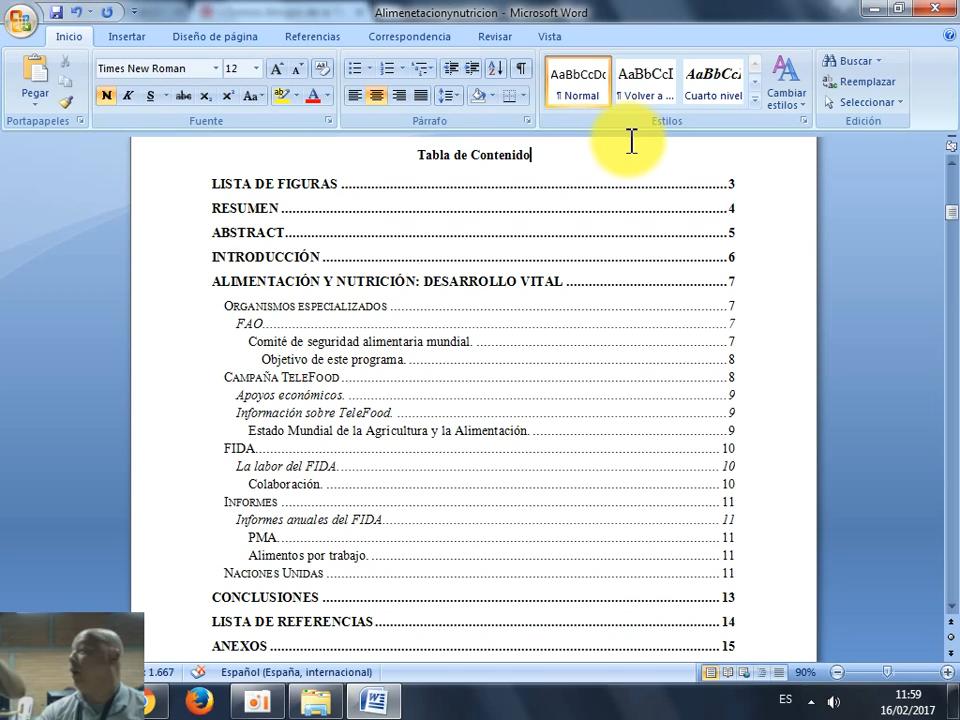 Alimenetacionynutricion - Microsoft Word
Inicio Insertar Diseño de página Referencias Correspondencia Revisar Vista
Times New Roman 12 AaBbCcDc AaBbCcI AaBbCc Buscar
Pegar N K S abc x₂ x² Aa A ¶ Normal ¶ Volver a ... Cuarto nivel Cambiar estilos Reemplazar
Seleccionar
Portapapeles Fuente Párrafo Estilos Edición
Tabla de Contenido
LISTA DE FIGURAS ........ 3
RESUMEN ........ 4
ABSTRACT ........ 5
INTRODUCCIÓN ........ 6
ALIMENTACIÓN Y NUTRICIÓN: DESARROLLO VITAL ........ 7
ORGANISMOS ESPECIALIZADOS ........ 7
FAO ........ 7
Comité de seguridad alimentaria mundial. ........ 7
Objetivo de este programa. ........ 8
CAMPAÑA TELEFOOD ........ 8
Apoyos económicos. ........ 9
Información sobre TeleFood. ........ 9
Estado Mundial de la Agricultura y la Alimentación. ........ 9
FIDA ........ 10
La labor del FIDA ........ 10
Colaboración. ........ 10
INFORMES ........ 11
Informes anuales del FIDA ........ 11
PMA. ........ 11
Alimentos por trabajo. ........ 11
NACIONES UNIDAS ........ 11
CONCLUSIONES ........ 13
LISTA DE REFERENCIAS ........ 14
ANEXOS ........ 15
1.667 Español (España, internacional) 90%
ES 11:59
16/02/2017